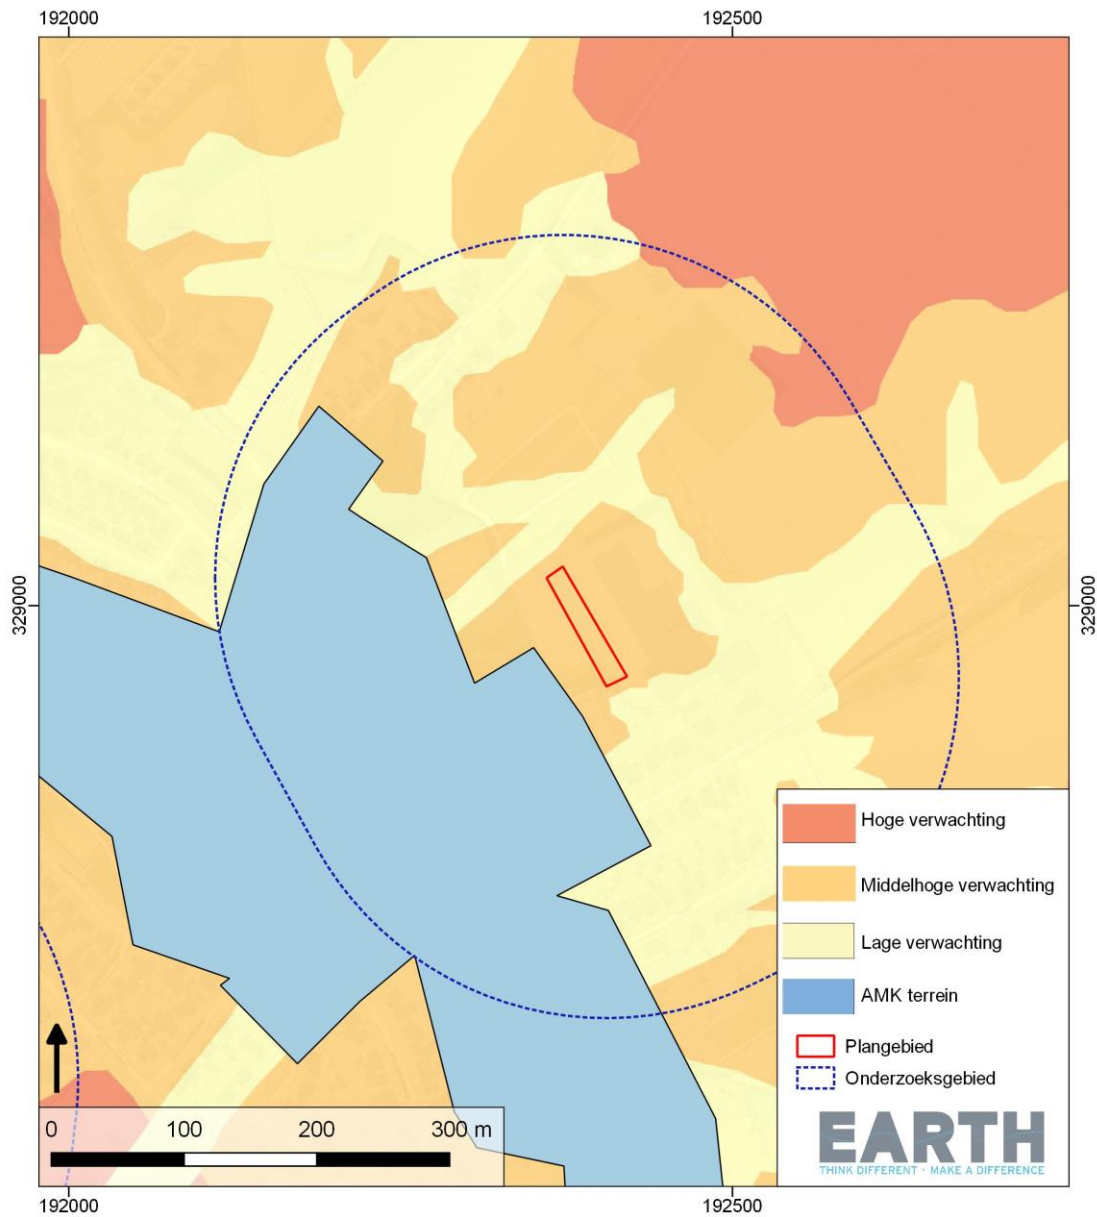 192000 192500
329000 329000
Hoge verwachting
Middelhoge verwachting
Lage verwachting
AMK terrein
Plangebied
Onderzoeksgebied
0 100 200 300 m
EARTH
THINK DIFFERENT · MAKE A DIFFERENCE
192000 192500